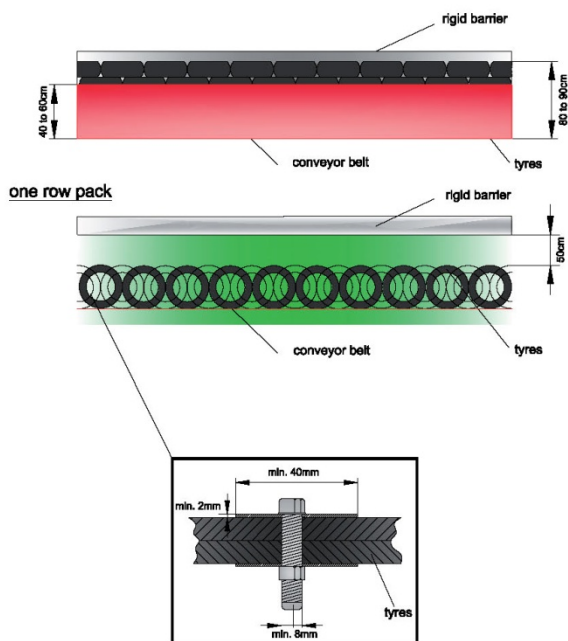 rigid barrier
40 to 60cm
80 to 90cm
conveyor belt
tyres
one row pack
rigid barrier
50cm
conveyor belt
tyres
min. 40mm
min. 2mm
tyres
min. 8mm